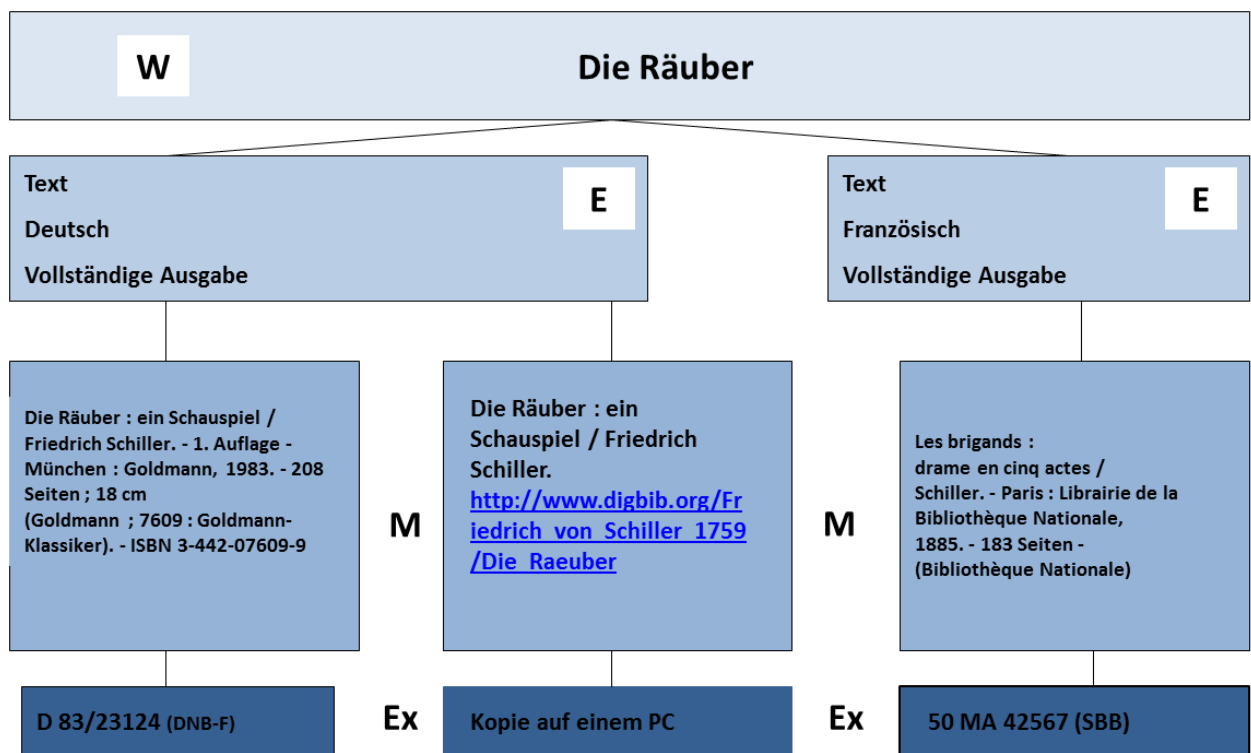 W
Die Räuber
Text
Deutsch
Vollständige Ausgabe
E
Text
Französisch
Vollständige Ausgabe
E
Die Räuber : ein Schauspiel /
Friedrich Schiller. - 1. Auflage -
München : Goldmann, 1983. - 208
Seiten ; 18 cm
(Goldmann ; 7609 : Goldmann-
Klassiker). - ISBN 3-442-07609-9
M
Die Räuber : ein
Schauspiel / Friedrich
Schiller.
http://www.digbib.org/Fr
iedrich_von_Schiller_1759
/Die_Raeuber
M
Les brigands :
drame en cinq actes /
Schiller. - Paris : Librairie de la
Bibliothèque Nationale,
1885. - 183 Seiten -
(Bibliothèque Nationale)
D 83/23124 (DNB-F)
Ex
Kopie auf einem PC
Ex
50 MA 42567 (SBB)